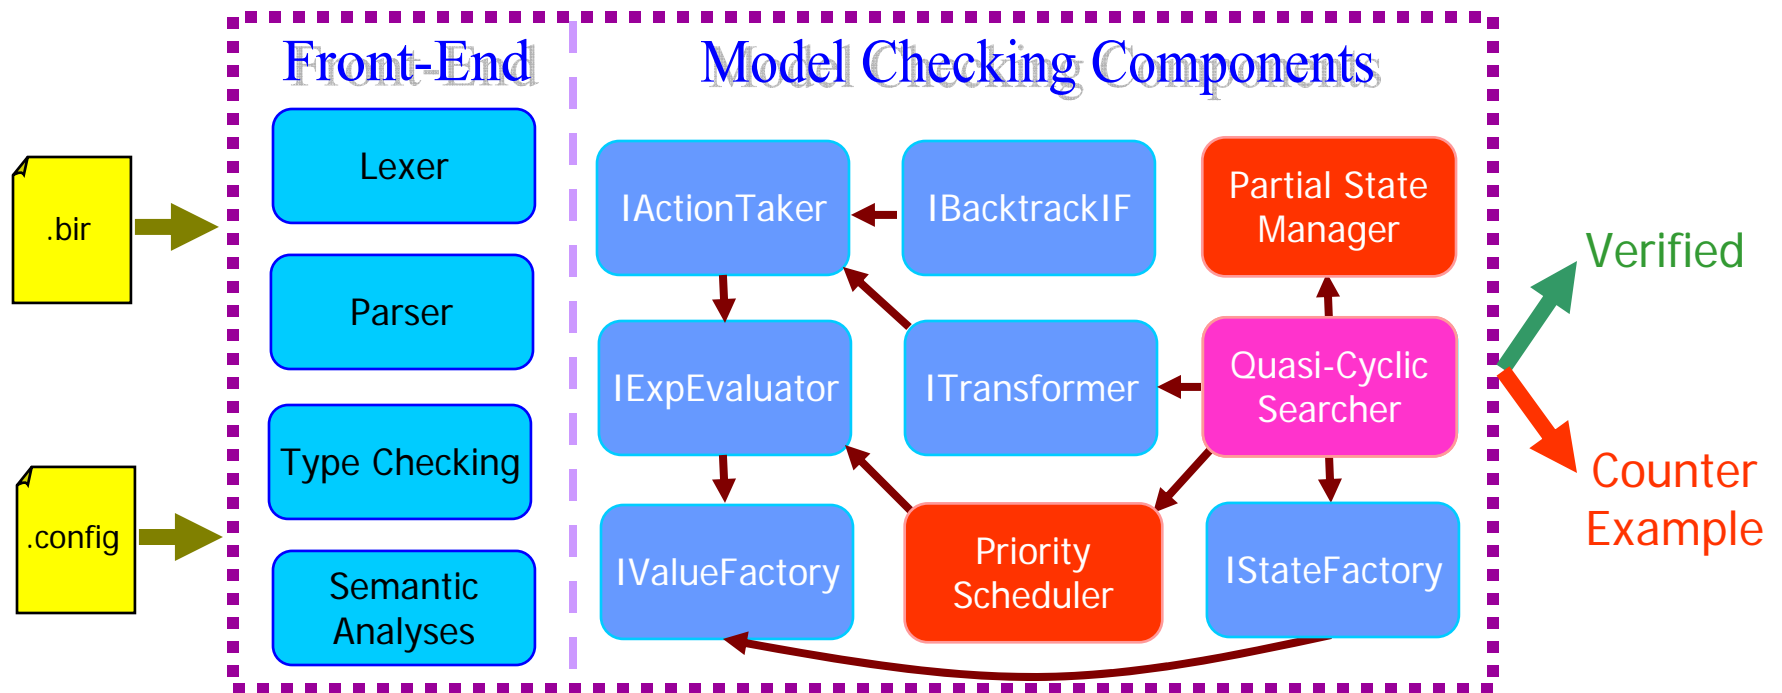 Front-End
Model Checking Components
.bir
.config
Lexer
Parser
Type Checking
Semantic
Analyses
IActionTaker
IBacktrackIF
Partial State
Manager
IExpEvaluator
ITransformer
Quasi-Cyclic
Searcher
IValueFactory
Priority
Scheduler
IStateFactory
Verified
Counter
Example